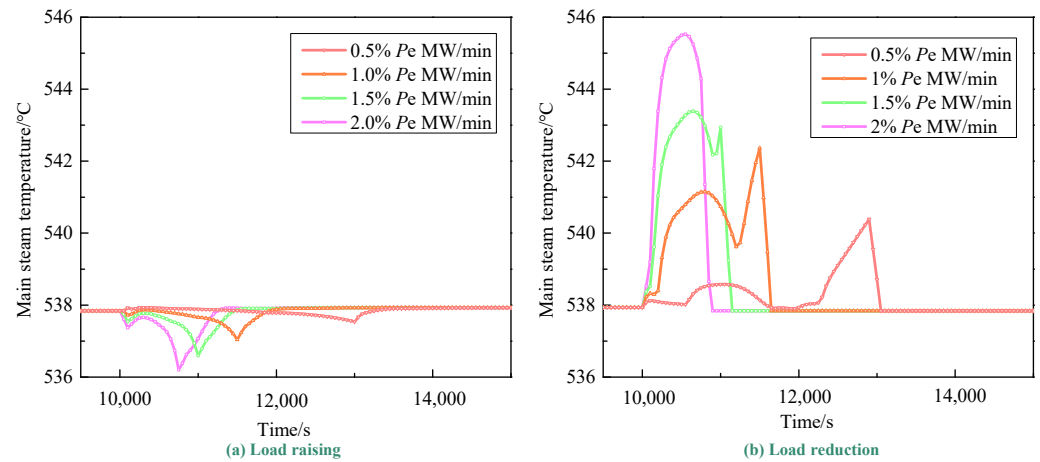 546
544
542
540
538
536
Main steam temperature/°C
0.5% Pe MW/min
1.0% Pe MW/min
1.5% Pe MW/min
2.0% Pe MW/min
10,000
12,000
14,000
Time/s
(a) Load raising
546
544
542
540
538
536
Main steam temperature/°C
0.5% Pe MW/min
1% Pe MW/min
1.5% Pe MW/min
2% Pe MW/min
10,000
12,000
14,000
Time/s
(b) Load reduction